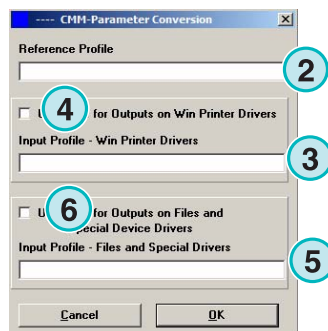 ---- CMM-Parameter Conversion
Reference Profile
2
4
for Outputs on Win Printer Drivers
Input Profile - Win Printer Drivers
3
6
for Outputs on Files and
Device Drivers
Input Profile - Files and Special Drivers
5
Cancel
OK